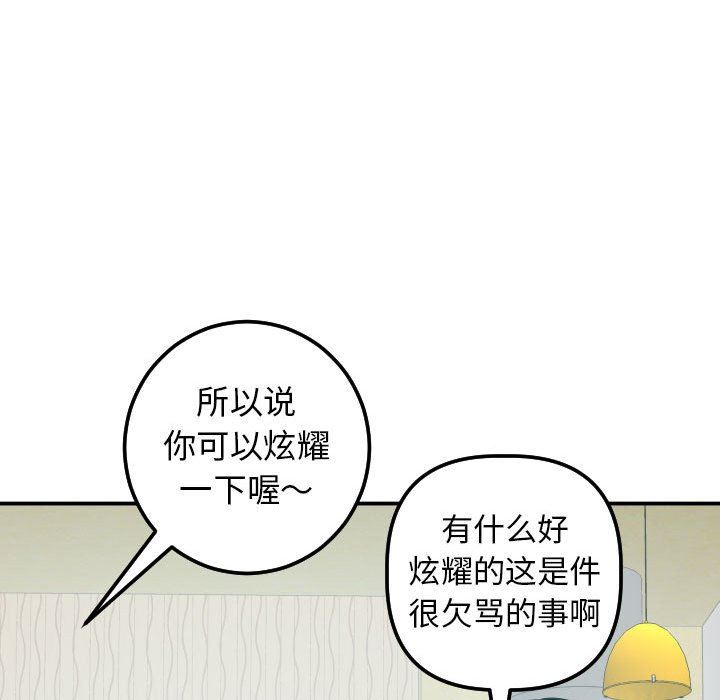 所以说
你可以炫耀
一下喔～
有什么好
炫耀的这是件
很欠骂的事啊